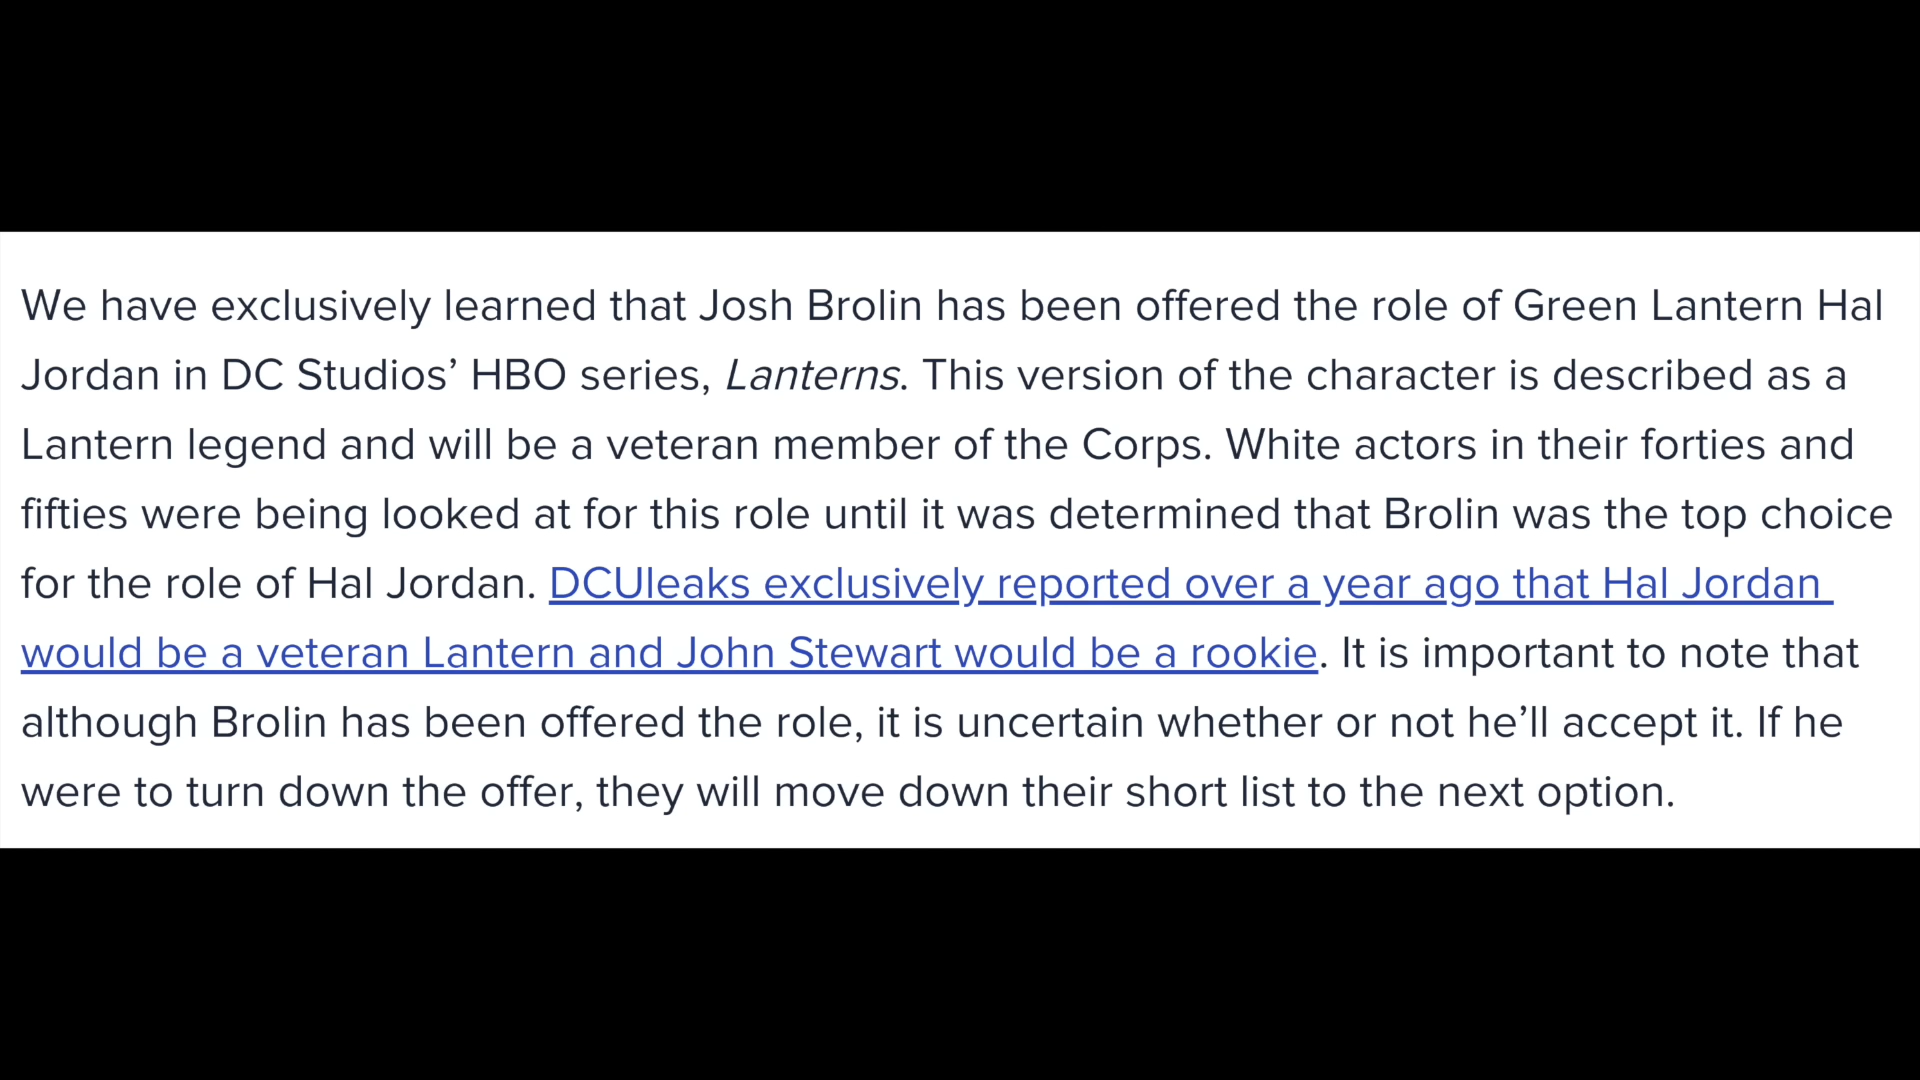 We have exclusively learned that Josh Brolin has been offered the role of Green Lantern Hal
Jordan in DC Studios’ HBO series, Lanterns. This version of the character is described as a
Lantern legend and will be a veteran member of the Corps. White actors in their forties and
fifties were being looked at for this role until it was determined that Brolin was the top choice
for the role of Hal Jordan. DCUleaks exclusively reported over a year ago that Hal Jordan
would be a veteran Lantern and John Stewart would be a rookie. It is important to note that
although Brolin has been offered the role, it is uncertain whether or not he’ll accept it. If he
were to turn down the offer, they will move down their short list to the next option.